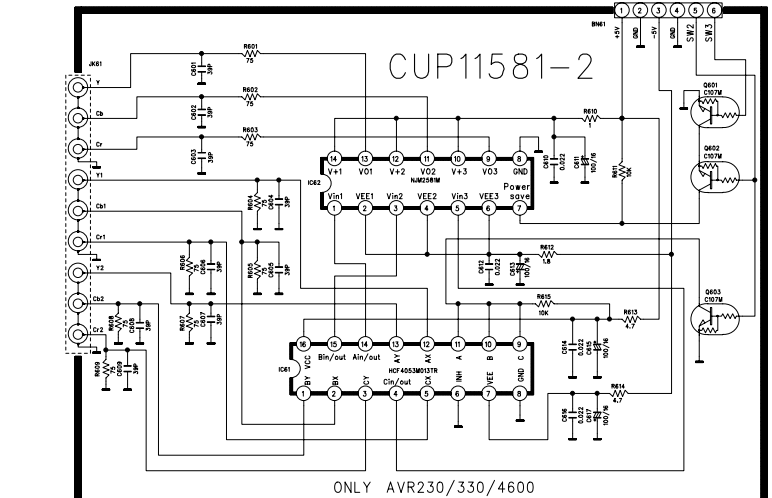 BN61
1 2 3 4 5 6
+5V GND -5V GND SW2 SW3
JK61
CUP11581-2
Y
Cb
Cr
Y1
Cb1
Cr1
Y2
Cb2
Cr2
R601
75
C601
39P
R602
75
C602
39P
R603
75
C603
39P
Q601
C107M
Q602
C107M
Q603
C107M
R610
1
C610
0.022
C611
100/16
R611
10K
IC62
14 13 12 11 10 9 8
V+1 VO1 V+2 VO2 V+3 VO3 GND
NJM2581M
Power
save
Vin1 VEE1 Vin2 VEE2 Vin3 VEE3
1 2 3 4 5 6 7
R604
75
C604
39P
R605
75
C605
39P
R606
75
C606
39P
R607
75
C607
39P
R608
75
C608
39P
R609
75
C609
39P
R612
1.8
C612
0.022
C613
100/16
R615
10K
R613
4.7
C614
0.022
C615
100/16
R614
4.7
C616
0.022
C617
100/16
IC61
16 15 14 13 12 11 10 9
VCC Bin/out Ain/out AY AX A B C
HCF4053M013TR
BY BX CY Cin/out CX INH VEE GND
1 2 3 4 5 6 7 8
ONLY AVR230/330/4600